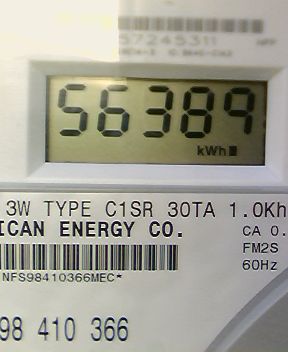 57245311
56389
kWh
3W TYPE C1SR 30TA 1.0Kh
ICAN ENERGY CO.
CA 0.
FM2S
60Hz
NFS98410366MEC*
98 410 366